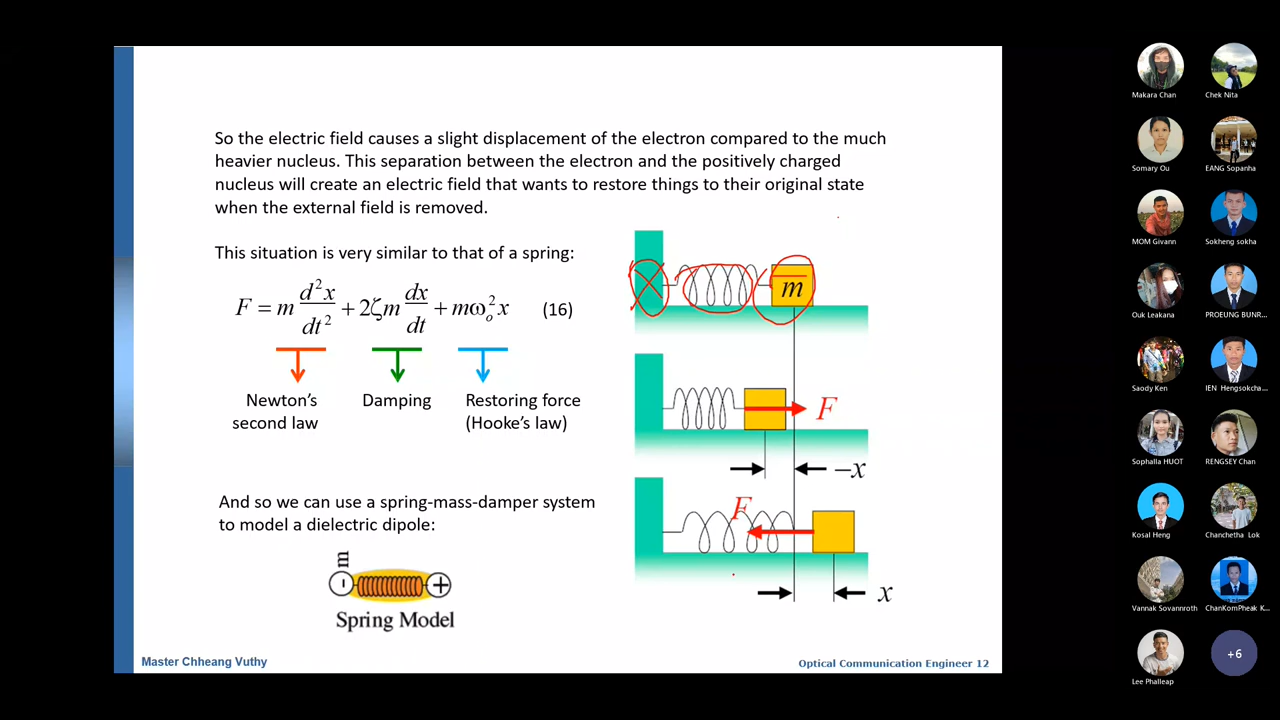 So the electric field causes a slight displacement of the electron compared to the much
heavier nucleus. This separation between the electron and the positively charged
nucleus will create an electric field that wants to restore things to their original state
when the external field is removed.
This situation is very similar to that of a spring:
F = m d²x/dt² + 2ζm dx/dt + mω₀²x (16)
Newton's
second law
Damping
Restoring force
(Hooke's law)
And so we can use a spring-mass-damper system
to model a dielectric dipole:
m
- +
Spring Model
m
F
−x
F
x
Master Chheang Vuthy
Optical Communication Engineer 12
Makara Chan
Chek Nita
Somary Ou
EANG Sopanha
MOM Givann
Sokheng sokha
Ouk Leakana
PROEUNG BUNR...
Saody Ken
IEN Hengsokcha...
Sophalla HUOT
RENGSEY Chan
Kosal Heng
Chanchetha Lok
Vannak Sovannroth
ChanKomPheak K...
Lee Phalleap
+6